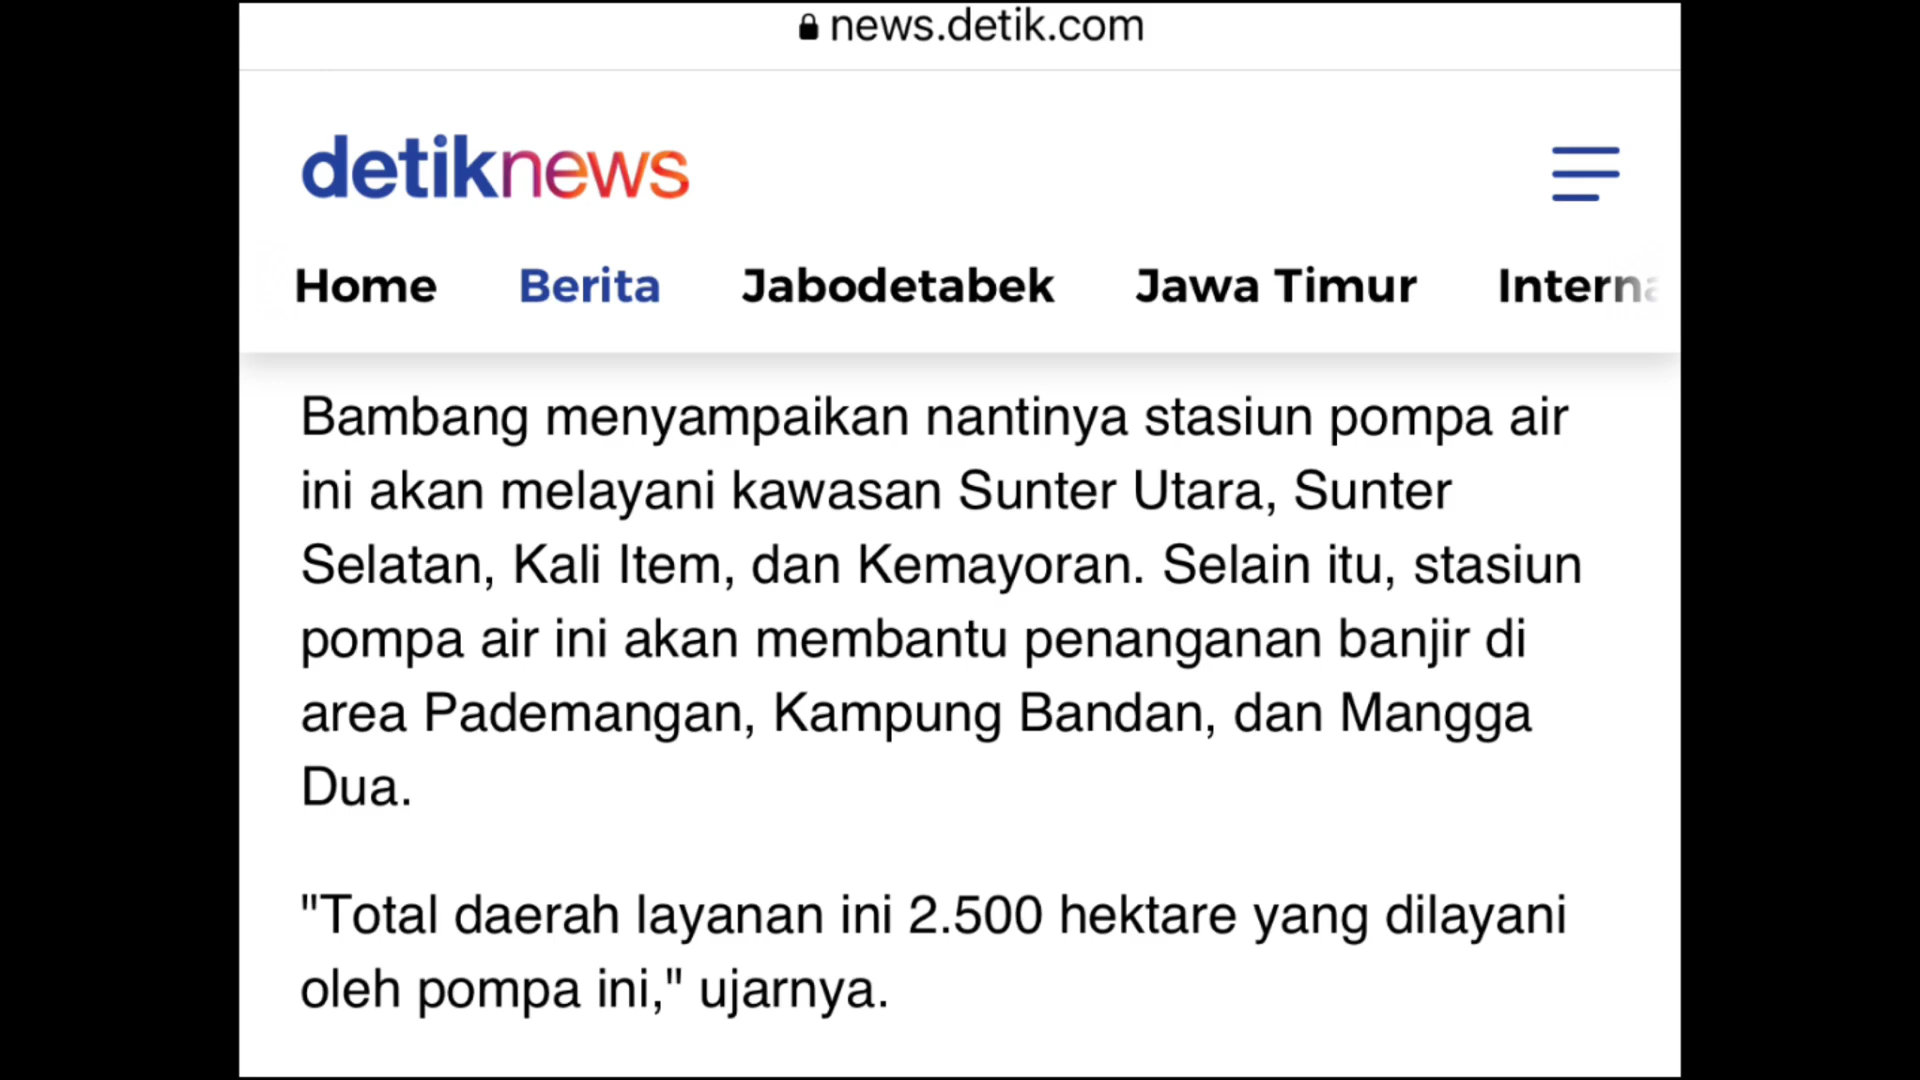 news.detik.com
detiknews
Home Berita Jabodetabek Jawa Timur Interna
Bambang menyampaikan nantinya stasiun pompa air
ini akan melayani kawasan Sunter Utara, Sunter
Selatan, Kali Item, dan Kemayoran. Selain itu, stasiun
pompa air ini akan membantu penanganan banjir di
area Pademangan, Kampung Bandan, dan Mangga
Dua.
"Total daerah layanan ini 2.500 hektare yang dilayani
oleh pompa ini," ujarnya.